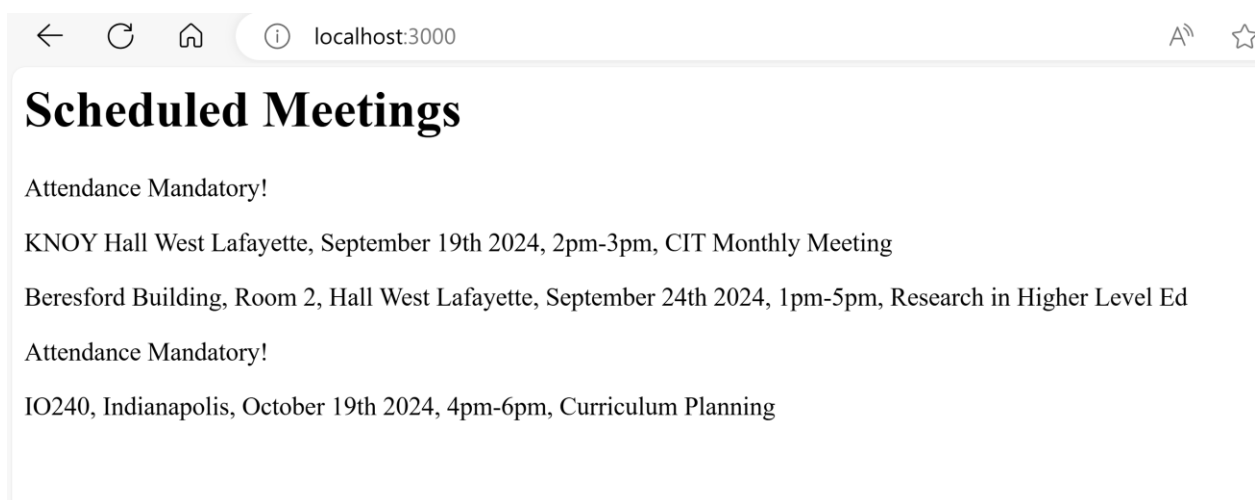 localhost:3000
Scheduled Meetings
Attendance Mandatory!
KNOY Hall West Lafayette, September 19th 2024, 2pm-3pm, CIT Monthly Meeting
Beresford Building, Room 2, Hall West Lafayette, September 24th 2024, 1pm-5pm, Research in Higher Level Ed
Attendance Mandatory!
IO240, Indianapolis, October 19th 2024, 4pm-6pm, Curriculum Planning